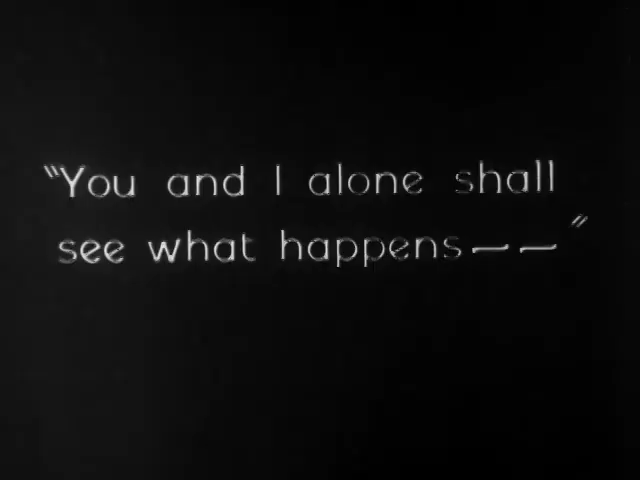 "You and I alone shall
see what happens — — "